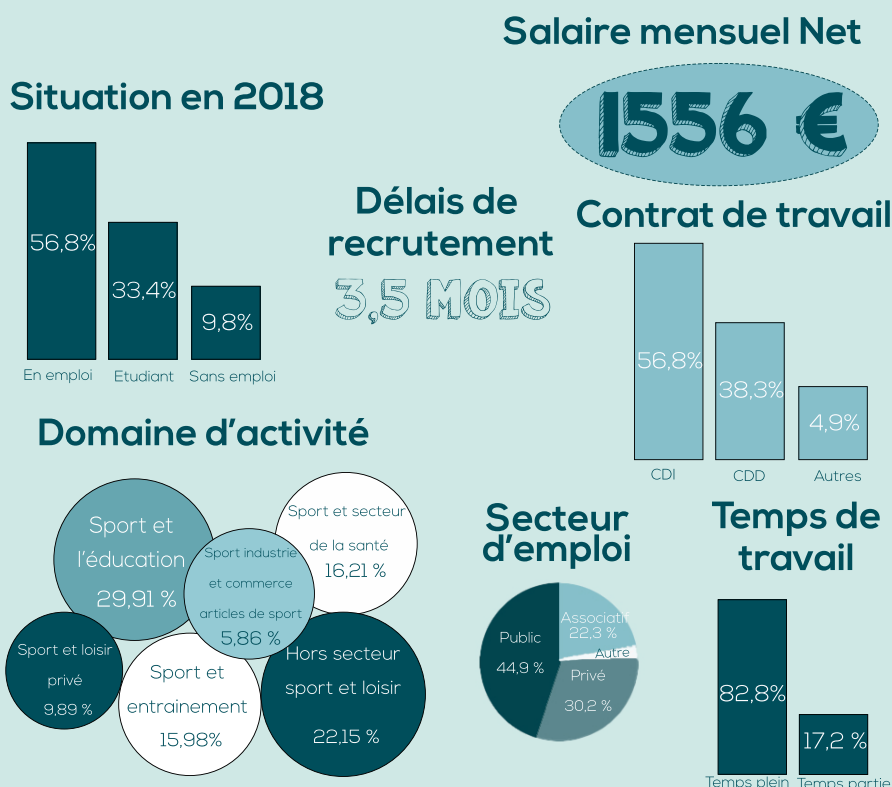 Salaire mensuel Net
1556 €
Situation en 2018
56,8%
33,4%
9,8%
En emploi
Etudiant
Sans emploi
Délais de
recrutement
3,5 MOIS
Contrat de travail
56,8%
38,3%
4,9%
CDI
CDD
Autres
Domaine d'activité
Sport et
l'éducation
29,91 %
Sport industrie
et commerce
articles de sport
5,86 %
Sport et secteur
de la santé
16,21 %
Sport et loisir
privé
9,89 %
Sport et
entrainement
15,98%
Hors secteur
sport et loisir
22,15 %
Secteur
d'emploi
Public
44,9 %
Associatif
22,3 %
Autre
Privé
30,2 %
Temps de
travail
82,8%
17,2 %
Temps plein
Temps partie